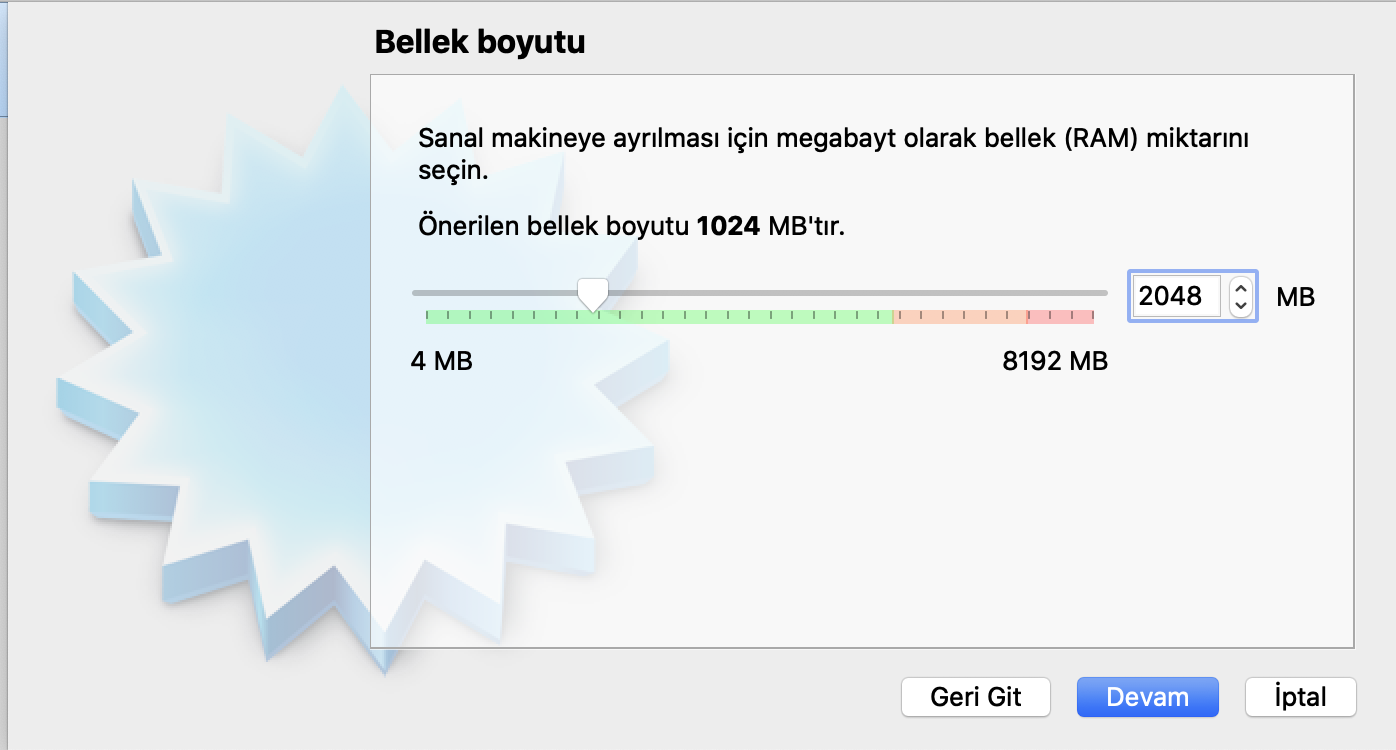 Bellek boyutu
Sanal makineye ayrılması için megabayt olarak bellek (RAM) miktarını
seçin.
Önerilen bellek boyutu 1024 MB'tır.
2048 MB
4 MB 8192 MB
Geri Git Devam İptal